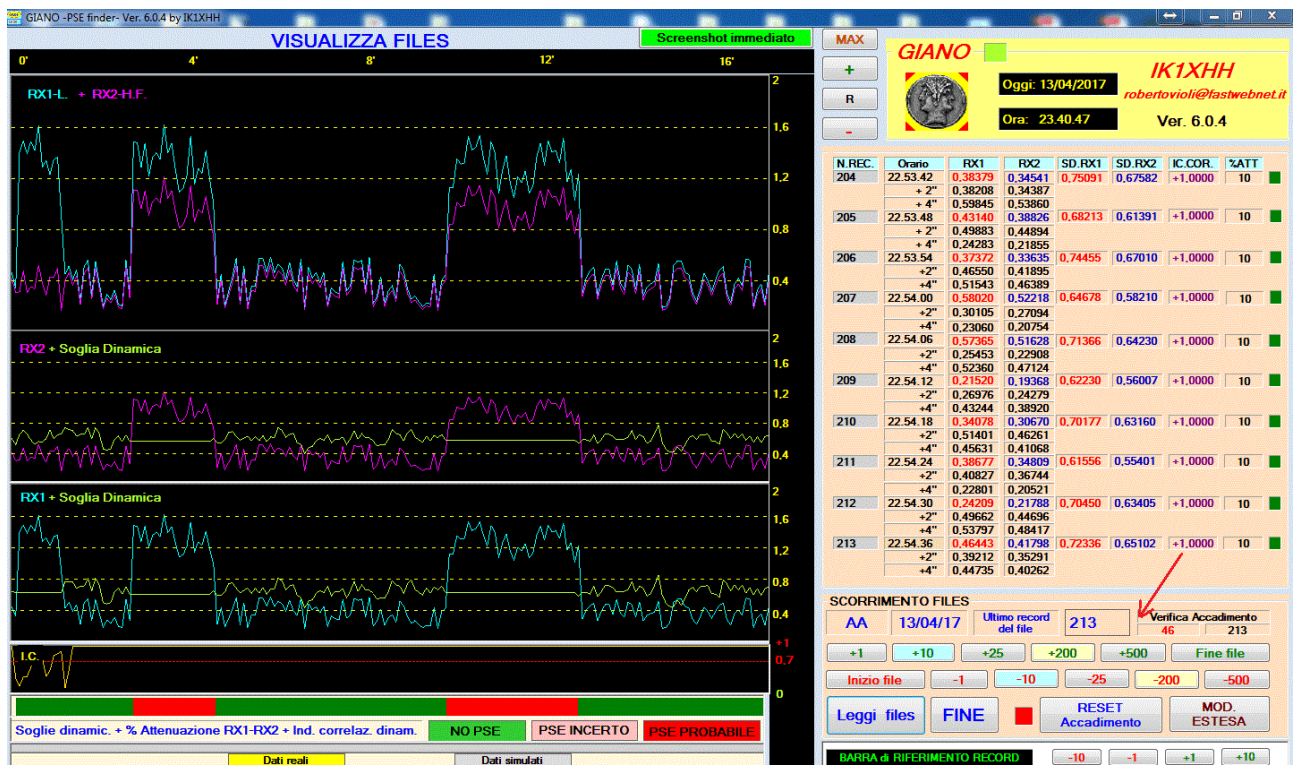 GIANO -PSE finder- Ver. 6.0.4 by IK1XHH
VISUALIZZA FILES
Screenshot immediato
0' 4' 8' 12' 16'
RX1-L. + RX2-H.F.
2
1,6
1,2
0,8
0,4
RX2 + Soglia Dinamica
2
1,6
1,2
0,8
0,4
RX1 + Soglia Dinamica
2
1,6
1,2
0,8
0,4
I.C.
+1
0,7
0
Soglie dinamic. + % Attenuazione RX1-RX2 + Ind. correlaz. dinam.
NO PSE
PSE INCERTO
PSE PROBABILE
Dati reali
Dati simulati
MAX
+
R
-
GIANO
Oggi: 13/04/2017
Ora: 23.40.47
IK1XHH
robertovioli@fastwebnet.it
Ver. 6.0.4
N.REC. Orario RX1 RX2 SD.RX1 SD.RX2 IC.COR. %ATT
204 22.53.42 0,38379 0,34541 0,75091 0,67582 +1,0000 10
+ 2" 0,38208 0,34387
+ 4" 0,59845 0,53860
205 22.53.48 0,43140 0,38826 0,68213 0,61391 +1,0000 10
+ 2" 0,49883 0,44894
+ 4" 0,24283 0,21855
206 22.53.54 0,37372 0,33635 0,74455 0,67010 +1,0000 10
+2" 0,46550 0,41895
+4" 0,51543 0,46389
207 22.54.00 0,58020 0,52218 0,64678 0,58210 +1,0000 10
+2" 0,30105 0,27094
+4" 0,23060 0,20754
208 22.54.06 0,57365 0,51628 0,71366 0,64230 +1,0000 10
+2" 0,25453 0,22908
+4" 0,52360 0,47124
209 22.54.12 0,21520 0,19368 0,62230 0,56007 +1,0000 10
+2" 0,26976 0,24279
+4" 0,43244 0,38920
210 22.54.18 0,34078 0,30670 0,70177 0,63160 +1,0000 10
+2" 0,51401 0,46261
+4" 0,45631 0,41068
211 22.54.24 0,38677 0,34809 0,61556 0,55401 +1,0000 10
+2" 0,40827 0,36744
+4" 0,22801 0,20521
212 22.54.30 0,24209 0,21788 0,70450 0,63405 +1,0000 10
+2" 0,49662 0,44696
+4" 0,53797 0,48417
213 22.54.36 0,46443 0,41798 0,72336 0,65102 +1,0000 10
+2" 0,39212 0,35291
+4" 0,44735 0,40262
SCORRIMENTO FILES
AA 13/04/17 Ultimo record del file 213
Verifica Accadimento
46 213
+1 +10 +25 +200 +500 Fine file
Inizio file -1 -10 -25 -200 -500
Leggi files FINE RESET Accadimento MOD. ESTESA
BARRA di RIFERIMENTO RECORD -10 -1 +1 +10